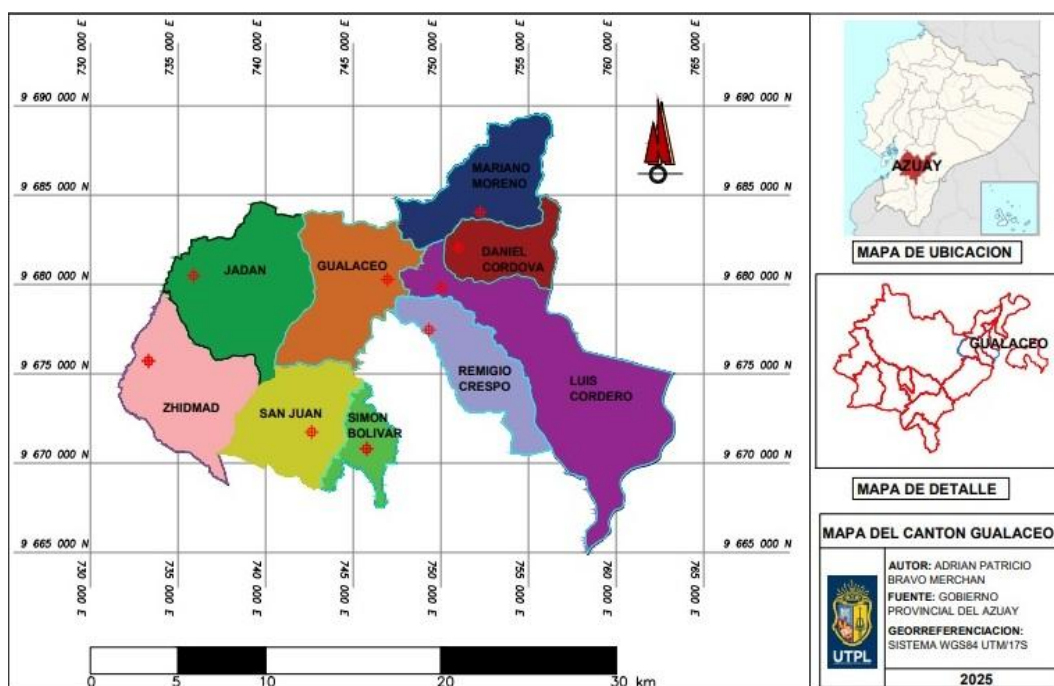 730 000 E
735 000 E
740 000 E
745 000 E
750 000 E
755 000 E
760 000 E
765 000 E
9 690 000 N
9 690 000 N
9 685 000 N
9 685 000 N
9 680 000 N
9 680 000 N
9 675 000 N
9 675 000 N
9 670 000 N
9 670 000 N
9 665 000 N
9 665 000 N
MARIANO
MORENO
DANIEL
CORDOVA
JADAN
GUALACEO
REMIGIO
CRESPO
LUIS
CORDERO
ZHIDMAD
SAN JUAN
SIMON
BOLIVAR
730 000 E
735 000 E
740 000 E
745 000 E
750 000 E
755 000 E
760 000 E
765 000 E
0 5 10 20 30 km
AZUAY
MAPA DE UBICACION
GUALACEO
MAPA DE DETALLE
MAPA DEL CANTON GUALACEO
UTPL
AUTOR: ADRIAN PATRICIO
BRAVO MERCHAN
FUENTE: GOBIERNO
PROVINCIAL DEL AZUAY
GEORREFERENCIACION:
SISTEMA WGS84 UTM/17S
2025